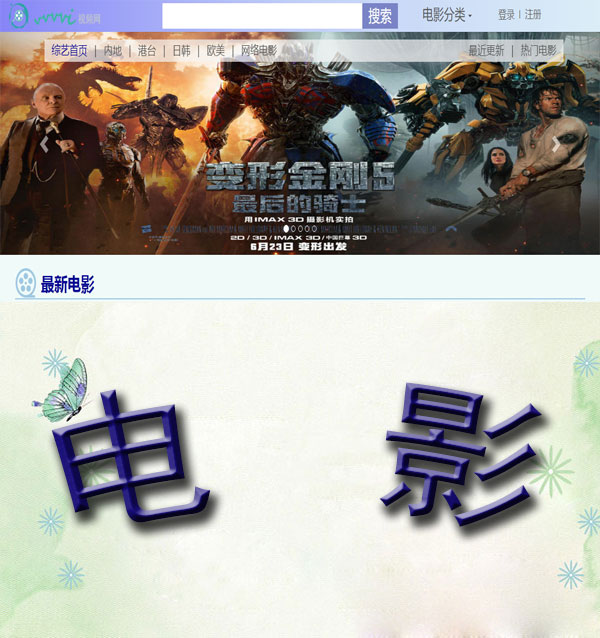 vvvvi 视频网 搜索 电影分类 登录 | 注册
综艺首页 | 内地 | 港台 | 日韩 | 欧美 | 网络电影 最近更新 | 热门电影
变形金刚5
最后的骑士
用IMAX 3D摄影机实拍
2D / 3D / IMAX 3D / 中国巨幕 3D
6月23日 变形出发
最新电影
电 影